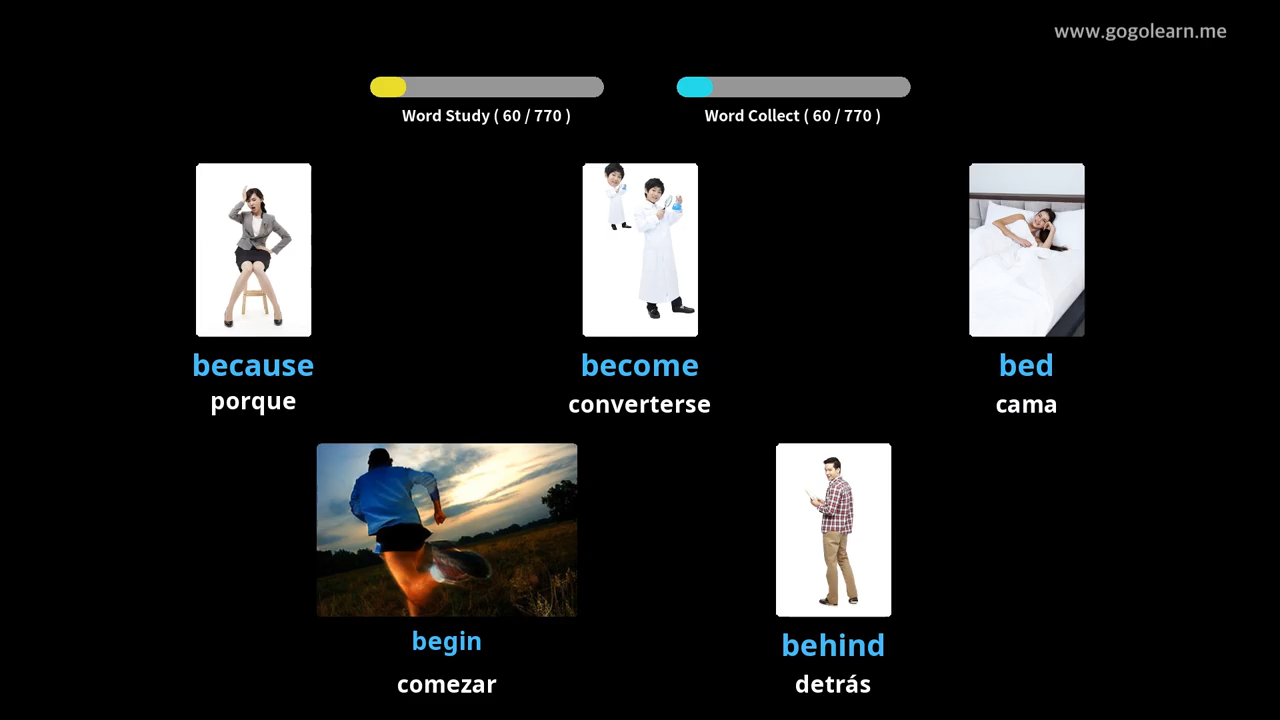 www.gogolearn.me
Word Study ( 60 / 770 )
Word Collect ( 60 / 770 )
because
porque
become
converterse
bed
cama
begin
comezar
behind
detrás